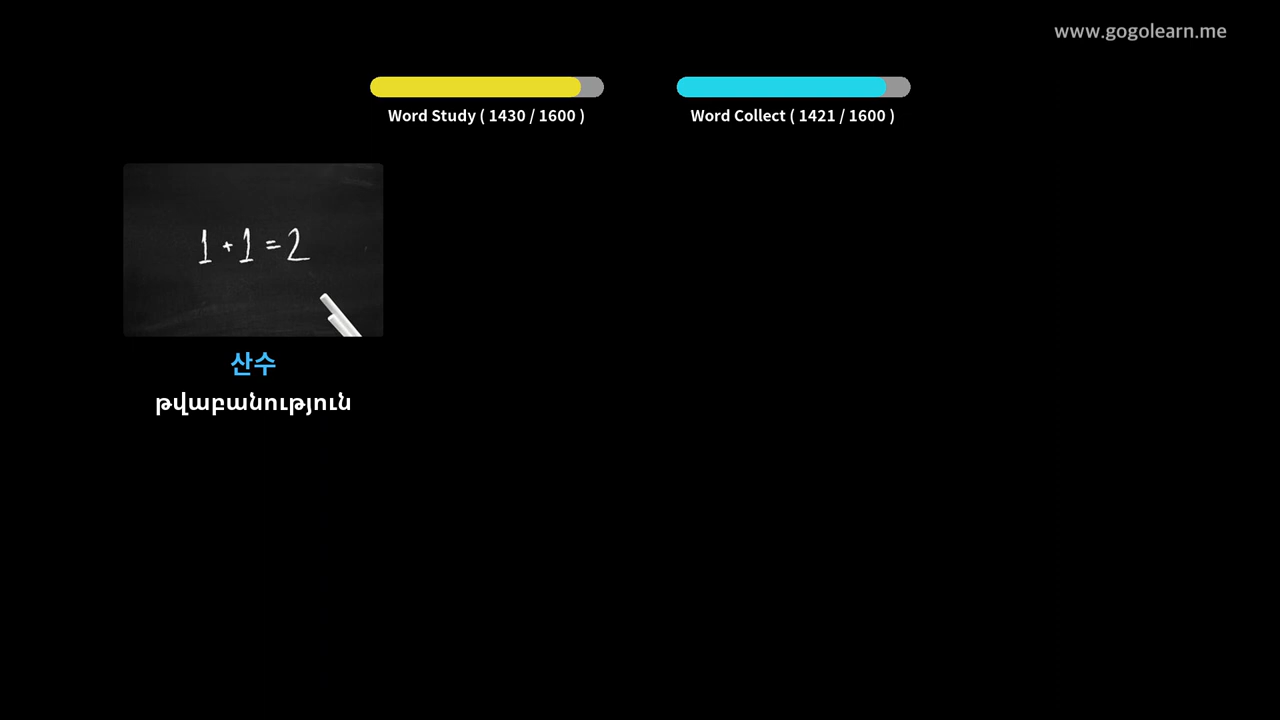 www.gogolearn.me
Word Study ( 1430 / 1600 )
Word Collect ( 1421 / 1600 )
1 + 1 = 2
산수
թվաբանություն